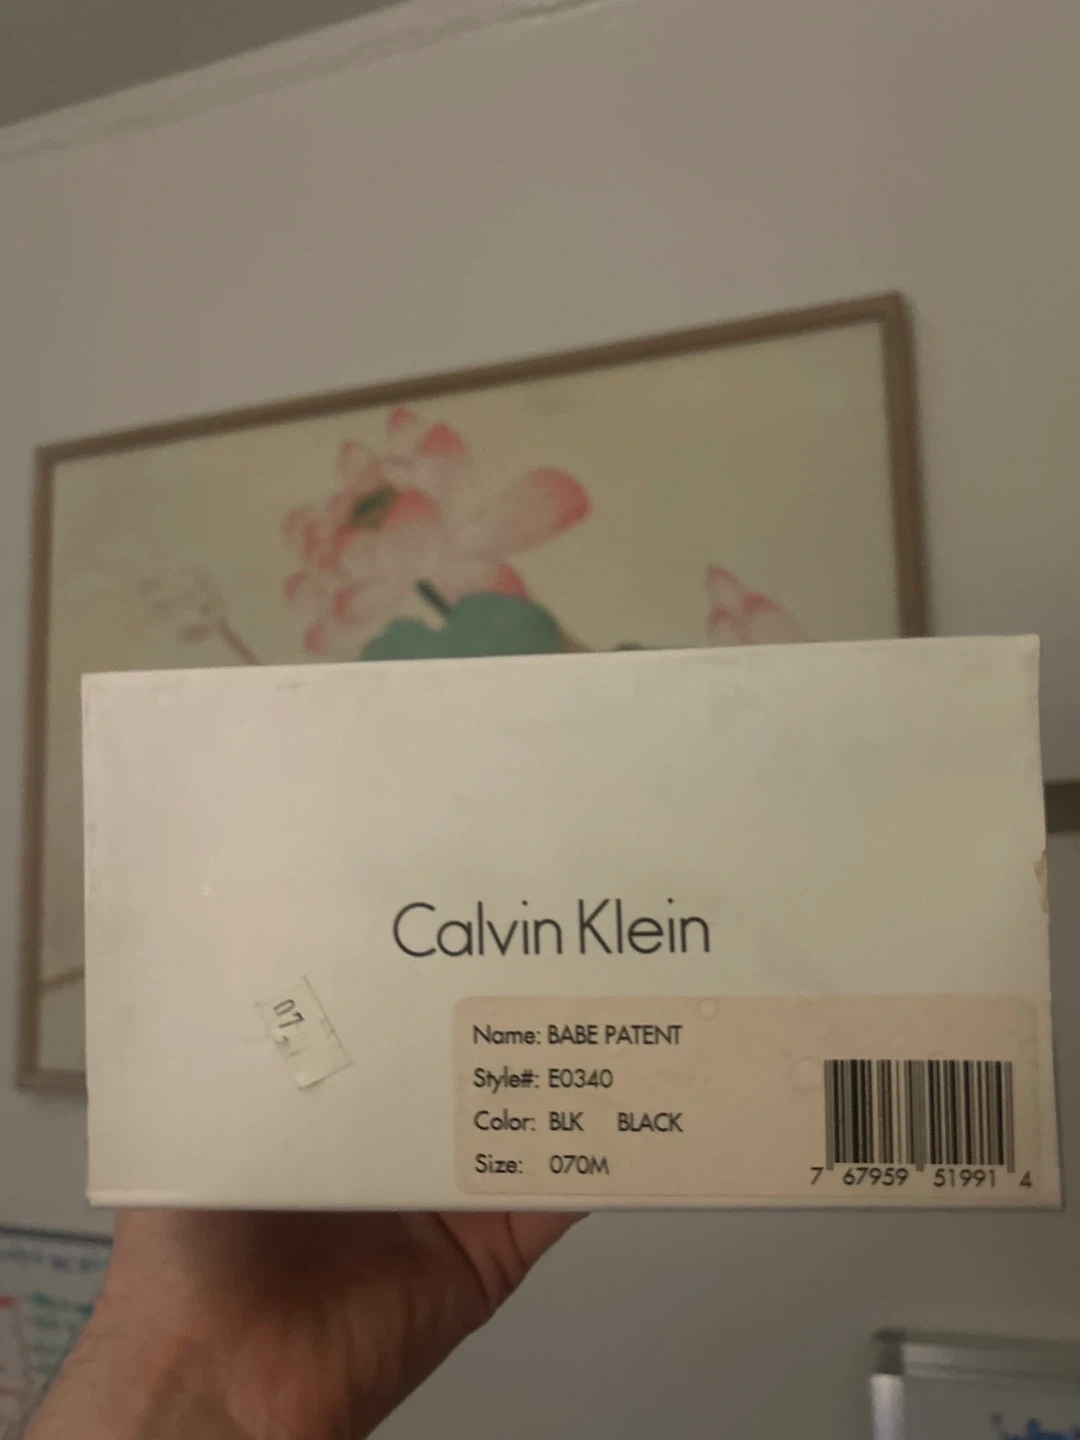 Calvin Klein
07
Name: BABE PATENT
Style#: E0340
Color: BLK BLACK
Size: 070M
7 67959 51991 4